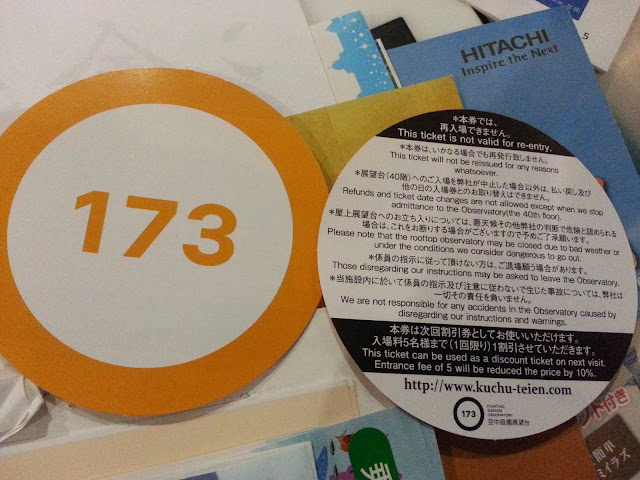 HITACHI
Inspire the Next
5
173
*本券では、
再入場できません。
This ticket is not valid for re-entry.
*本券は、いかなる場合でも再発行致しません。
This ticket will not be reissued for any reasons
whatsoever.
*展望台(40階)へのご入場を弊社が中止した場合以外は、払い戻し及び
他の日の入場券とのお取り替えはできません。
Refunds and ticket date changes are not allowed except when we stop
admittance to the Observatory(the 40th floor).
*屋上展望台へのお立ち入りについては、悪天候その他弊社の判断で危険と認められる
場合は、これをお断りする場合がございますので予めご了承願います。
Please note that the rooftop observatory may be closed due to bad weather or
under the conditions we consider dangerous to go out.
*係員の指示に従って頂けない方は、ご退場願う場合があります。
Those disregarding our instructions may be asked to leave the Observatory.
*当施設内に於いて係員の指示及び注意に従わないで生じた事故については、弊社は
一切その責任を負いません。
We are not responsible for any accidents in the Observatory caused by
disregarding our instructions and warnings.
本券は次回割引券としてお使いいただけます。
入場料5名様まで(1回限り)1割引させていただきます。
This ticket can be used as a discount ticket on next visit.
Entrance fee of 5 will be reduced the price by 10%.
http://www.kuchu-teien.com
173
FLOATING
GARDEN
OBSERVATORY
空中庭園展望台
ト付き
簡単
ミイラズ